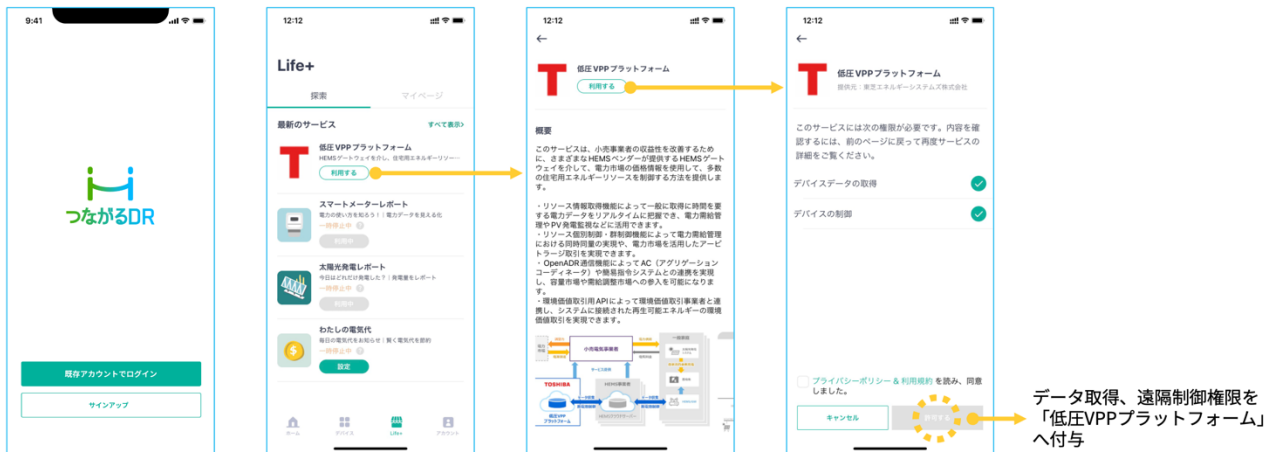 9:41
つながるDR
既存アカウントでログイン
サインアップ
12:12
Life+
探索
マイページ
最新のサービス
すべて表示>
低圧VPPプラットフォーム
HEMSゲートウェイを介し、住宅用エネルギーリソー…
利用する
スマートメーターレポート
電力の使い方を知ろう！｜電力データを見える化
一時停止中
利用中
太陽光発電レポート
今日はどれだけ発電した？｜発電量をレポート
一時停止中
利用中
わたしの電気代
毎日の電気代をお知らせ｜賢く電気代を節約
一時停止中
設定
ホーム
デバイス
Life+
アカウント
12:12
低圧VPPプラットフォーム
利用する
概要
このサービスは、小売事業者の収益性を改善するため
に、さまざまなHEMSベンダーが提供するHEMSゲート
ウェイを介して、電力市場の価格情報を使用して、多数
の住宅用エネルギーリソースを制御する方法を提供しま
す。
・リソース情報取得機能によって一般に取得に時間を要
する電力データをリアルタイムに把握でき、電力需給管
理やPV発電監視などに活用できます。
・リソース個別制御・群制御機能によって電力需給管理
における同時同量の実現や、電力市場を活用したアービ
トラージ取引を実現できます。
・OpenADR通信機能によってAC（アグリゲーション
コーディネータ）や簡易指令システムとの連携を実現
し、容量市場や需給調整市場への参入を可能になりま
す。
・環境価値取引用APIによって環境価値取引事業者と連
携し、システムに接続された再生可能エネルギーの環境
価値取引を実現できます。
小売電気事業者
一般家庭
サービス提供
TOSHIBA
HEMS事業者
低圧VPP
プラットフォーム
12:12
低圧VPPプラットフォーム
提供元：東芝エネルギーシステムズ株式会社
このサービスには次の権限が必要です。内容を確
認するには、前のページに戻って再度サービスの
詳細をご覧ください。
デバイスデータの取得
デバイスの制御
プライバシーポリシー & 利用規約 を読み、同意
しました。
キャンセル
許可する
データ取得、遠隔制御権限を
「低圧VPPプラットフォーム」
へ付与